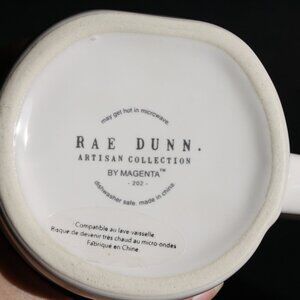 may get hot in microwave.
RAE DUNN.
ARTISAN COLLECTION
BY MAGENTA™
- 202 -
dishwasher safe. made in china.
Compatible au lave vaisselle.
Risque de devenir très chaud au micro-ondes
Fabriqué en Chine